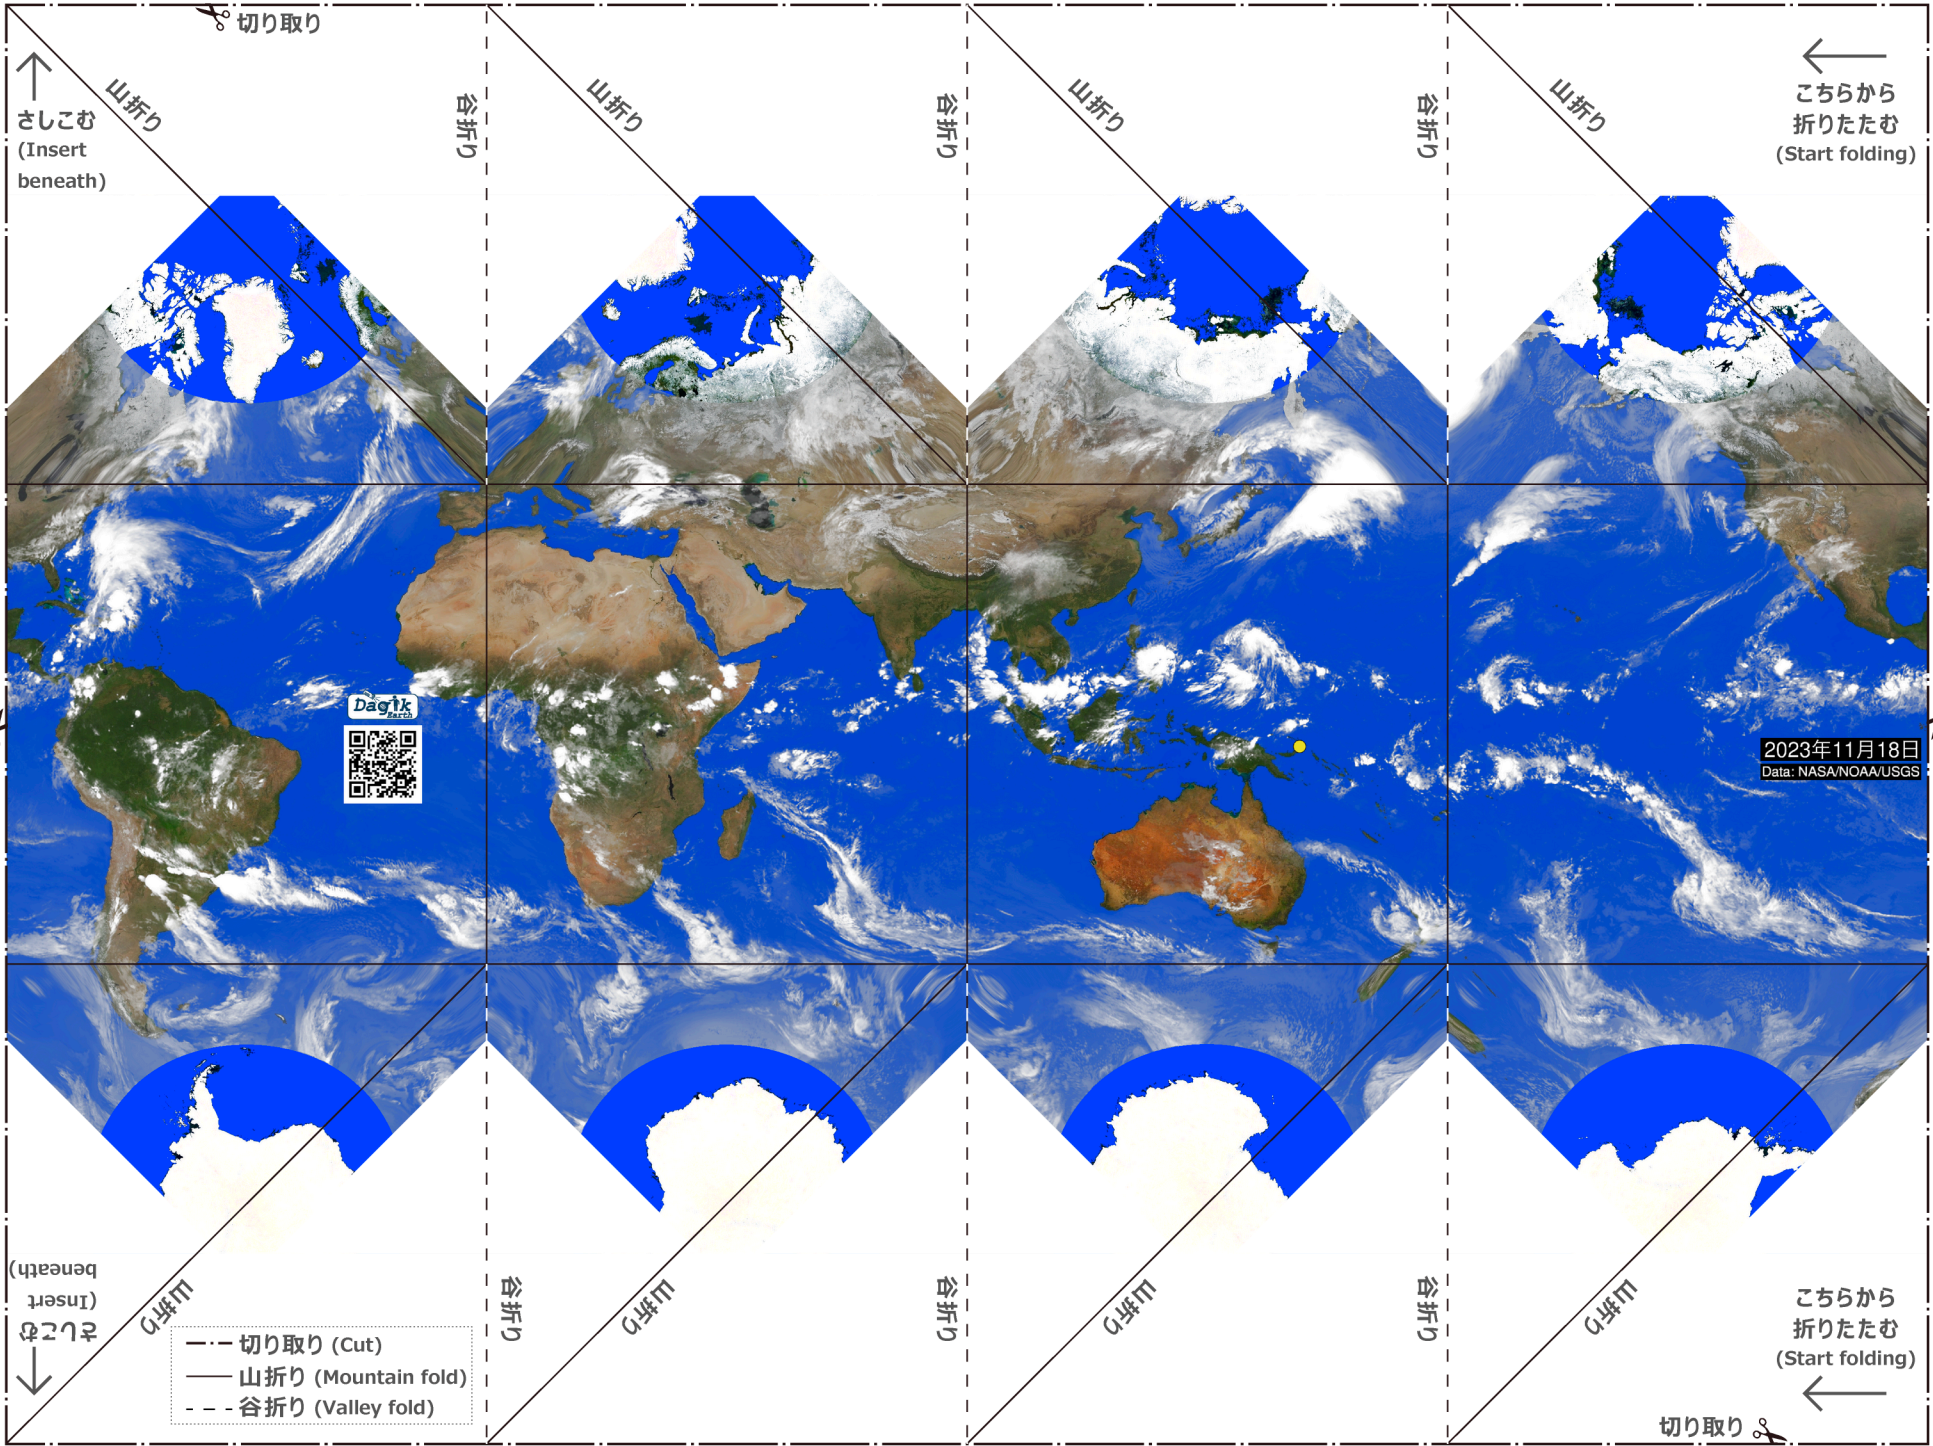 切り取り
山折り
谷折り
山折り
谷折り
山折り
谷折り
山折り
さしこむ
(Insert
beneath)
こちらから
折りたたむ
(Start folding)
Dagik
Earth
2023年11月18日
Data: NASA/NOAA/USGS
さしこむ
(Insert
beneath)
山折り
谷折り
山折り
谷折り
山折り
谷折り
山折り
こちらから
折りたたむ
(Start folding)
切り取り (Cut)
山折り (Mountain fold)
谷折り (Valley fold)
切り取り